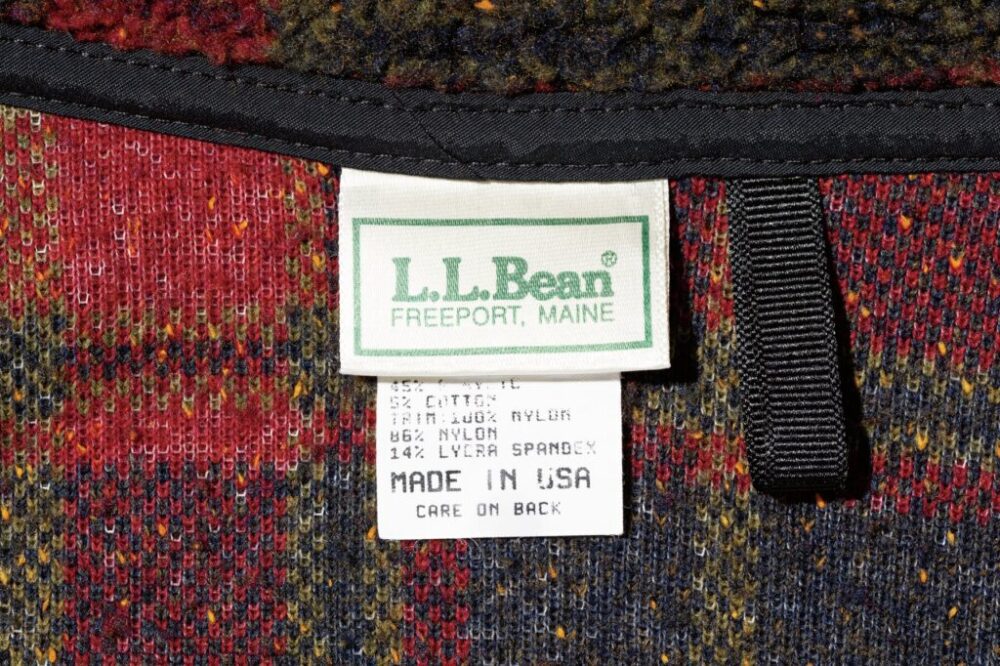 L.L.Bean®
FREEPORT, MAINE
45%
5% COTTON
TRIM:100% NYLON
86% NYLON
14% LYCRA SPANDEX
MADE IN USA
CARE ON BACK